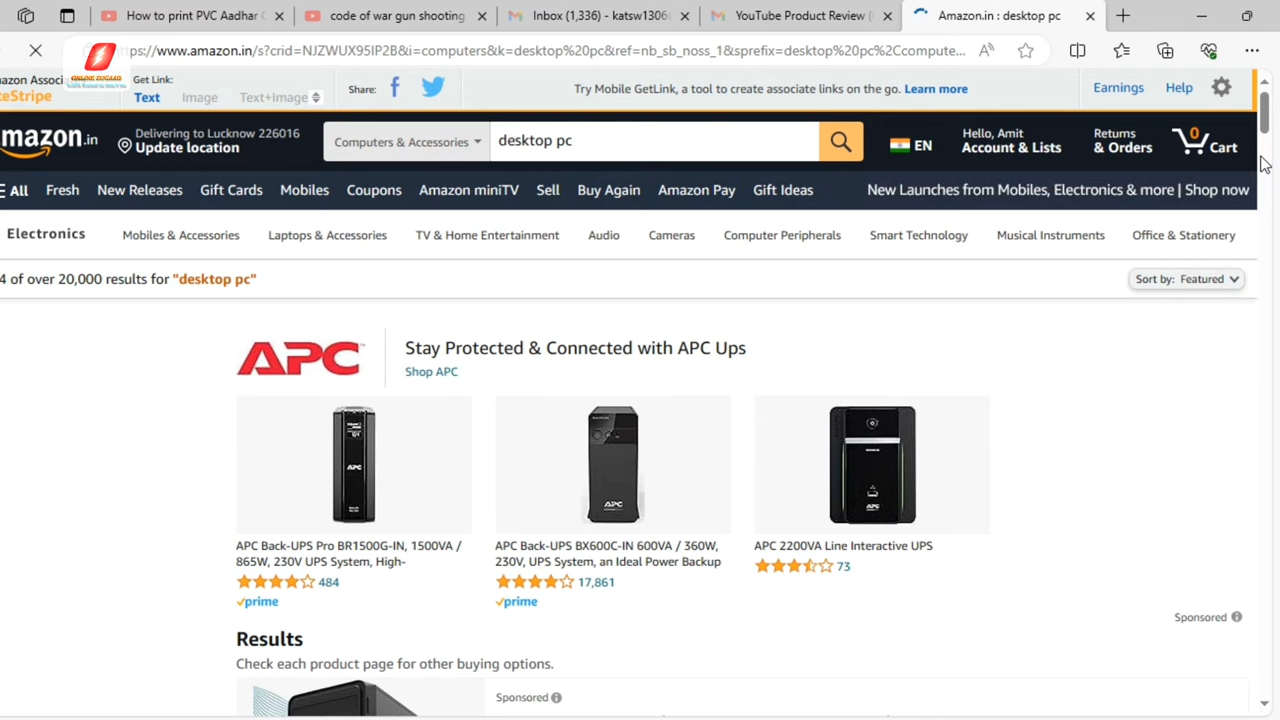 How to print PVC Aadhar C
code of war gun shooting
Inbox (1,336) - katsw1306
YouTube Product Review (
Amazon.in : desktop pc
https://www.amazon.in/s?crid=NJZWUX95IP2B&i=computers&k=desktop%20pc&ref=nb_sb_noss_1&sprefix=desktop%20pc%2Ccompute...
ONLINE ZUGAAD
azon Associ
eStripe
Get Link:
Text
Image
Text+Image
Share:
Try Mobile GetLink, a tool to create associate links on the go. Learn more
Earnings
Help
mazon.in
Delivering to Lucknow 226016
Update location
Computers & Accessories
desktop pc
EN
Hello, Amit
Account & Lists
Returns
& Orders
0
Cart
All
Fresh
New Releases
Gift Cards
Mobiles
Coupons
Amazon miniTV
Sell
Buy Again
Amazon Pay
Gift Ideas
New Launches from Mobiles, Electronics & more | Shop now
Electronics
Mobiles & Accessories
Laptops & Accessories
TV & Home Entertainment
Audio
Cameras
Computer Peripherals
Smart Technology
Musical Instruments
Office & Stationery
4 of over 20,000 results for "desktop pc"
Sort by: Featured
APC
Stay Protected & Connected with APC Ups
Shop APC
APC
APC
APC
APC Back-UPS Pro BR1500G-IN, 1500VA /
865W, 230V UPS System, High-
484
prime
APC Back-UPS BX600C-IN 600VA / 360W,
230V, UPS System, an Ideal Power Backup
17,861
prime
APC 2200VA Line Interactive UPS
73
Sponsored
Results
Check each product page for other buying options.
Sponsored